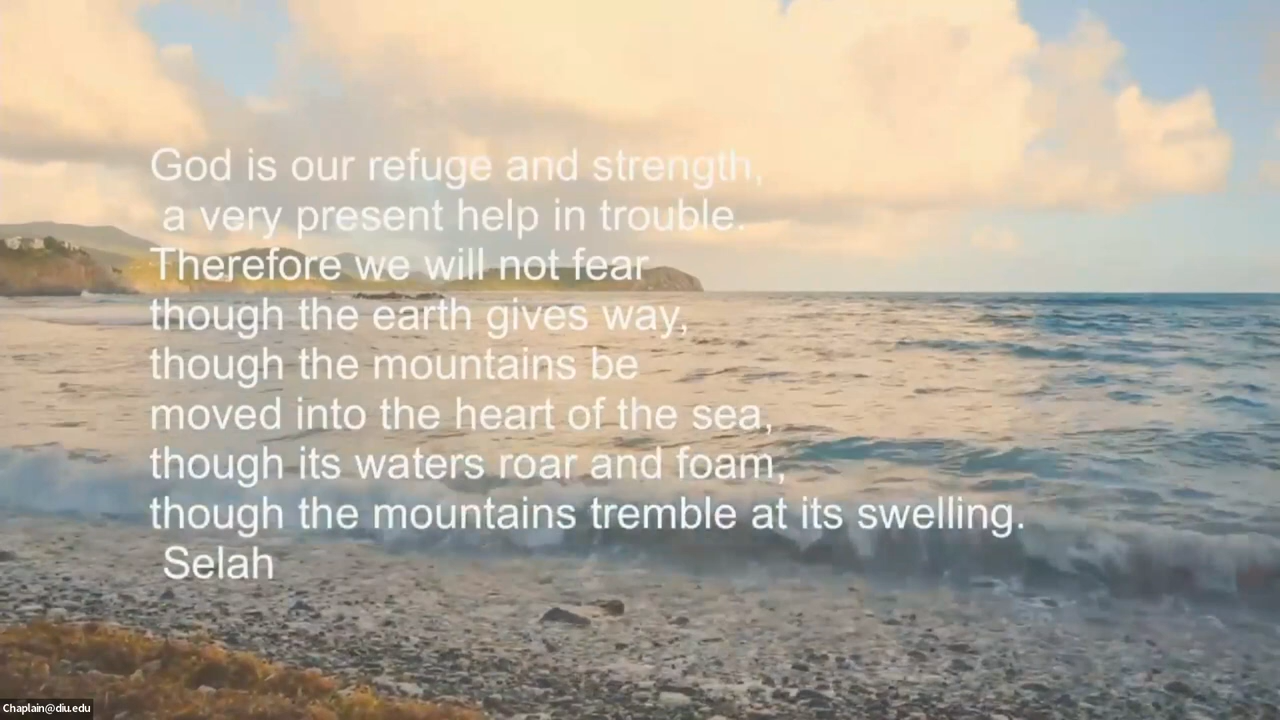 God is our refuge and strength,
a very present help in trouble.
Therefore we will not fear
though the earth gives way,
though the mountains be
moved into the heart of the sea,
though its waters roar and foam,
though the mountains tremble at its swelling.
Selah
Chaplain@diu.edu